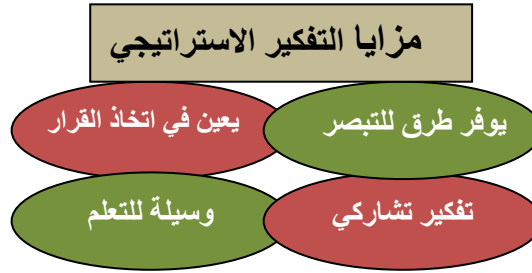 مزايا التفكير الاستراتيجي
يوفر طرق للتبصر
يعين في اتخاذ القرار
تفكير تشاركي
وسيلة للتعلم